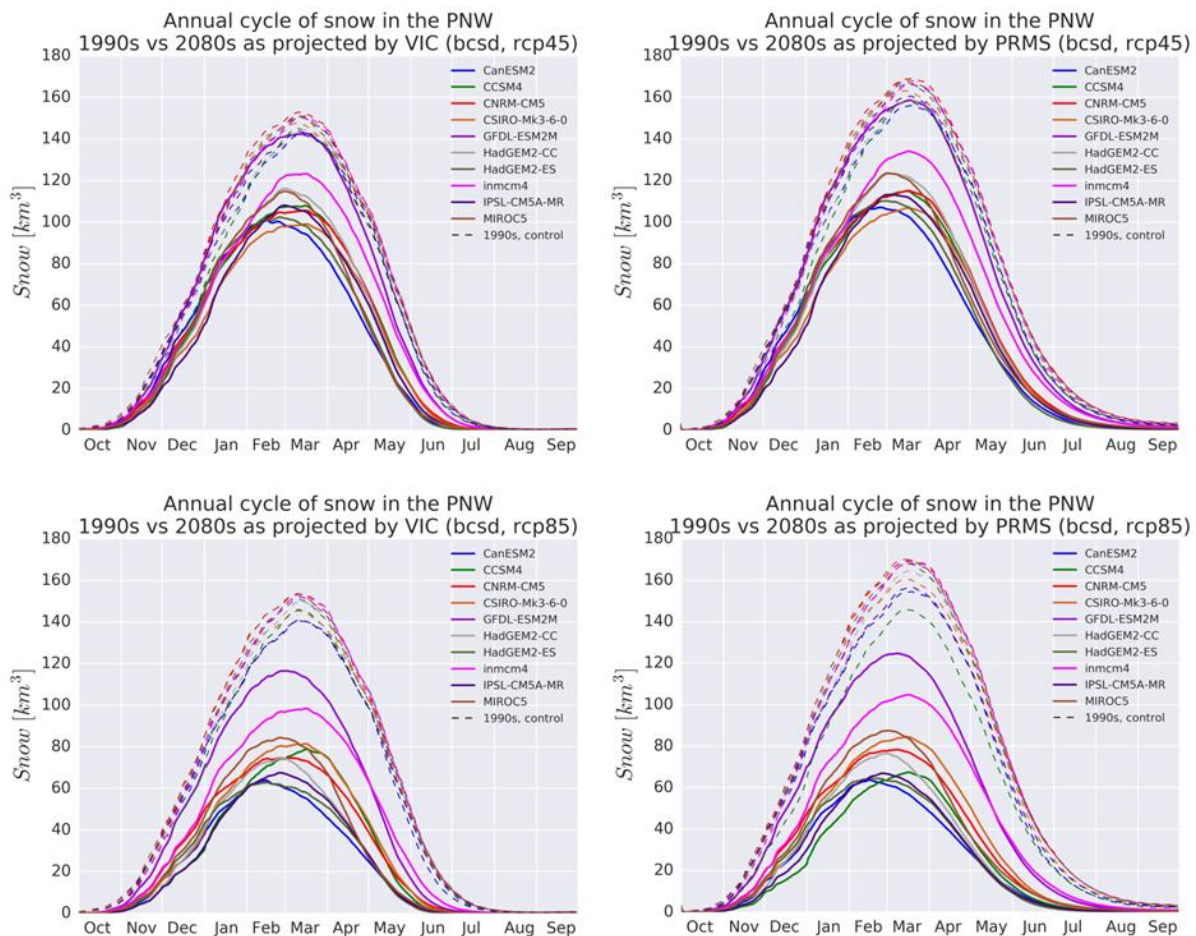 Annual cycle of snow in the PNW
1990s vs 2080s as projected by VIC (bcsd, rcp45)
180
160
140
120
100
80
60
40
20
0
Snow [km³]
CanESM2
CCSM4
CNRM-CM5
CSIRO-Mk3-6-0
GFDL-ESM2M
HadGEM2-CC
HadGEM2-ES
inmcm4
IPSL-CM5A-MR
MIROC5
1990s, control
Oct Nov Dec Jan Feb Mar Apr May Jun Jul Aug Sep
Annual cycle of snow in the PNW
1990s vs 2080s as projected by PRMS (bcsd, rcp45)
180
160
140
120
100
80
60
40
20
0
Snow [km³]
CanESM2
CCSM4
CNRM-CM5
CSIRO-Mk3-6-0
GFDL-ESM2M
HadGEM2-CC
HadGEM2-ES
inmcm4
IPSL-CM5A-MR
MIROC5
1990s, control
Oct Nov Dec Jan Feb Mar Apr May Jun Jul Aug Sep
Annual cycle of snow in the PNW
1990s vs 2080s as projected by VIC (bcsd, rcp85)
180
160
140
120
100
80
60
40
20
0
Snow [km³]
CanESM2
CCSM4
CNRM-CM5
CSIRO-Mk3-6-0
GFDL-ESM2M
HadGEM2-CC
HadGEM2-ES
inmcm4
IPSL-CM5A-MR
MIROC5
1990s, control
Oct Nov Dec Jan Feb Mar Apr May Jun Jul Aug Sep
Annual cycle of snow in the PNW
1990s vs 2080s as projected by PRMS (bcsd, rcp85)
180
160
140
120
100
80
60
40
20
0
Snow [km³]
CanESM2
CCSM4
CNRM-CM5
CSIRO-Mk3-6-0
GFDL-ESM2M
HadGEM2-CC
HadGEM2-ES
inmcm4
IPSL-CM5A-MR
MIROC5
1990s, control
Oct Nov Dec Jan Feb Mar Apr May Jun Jul Aug Sep